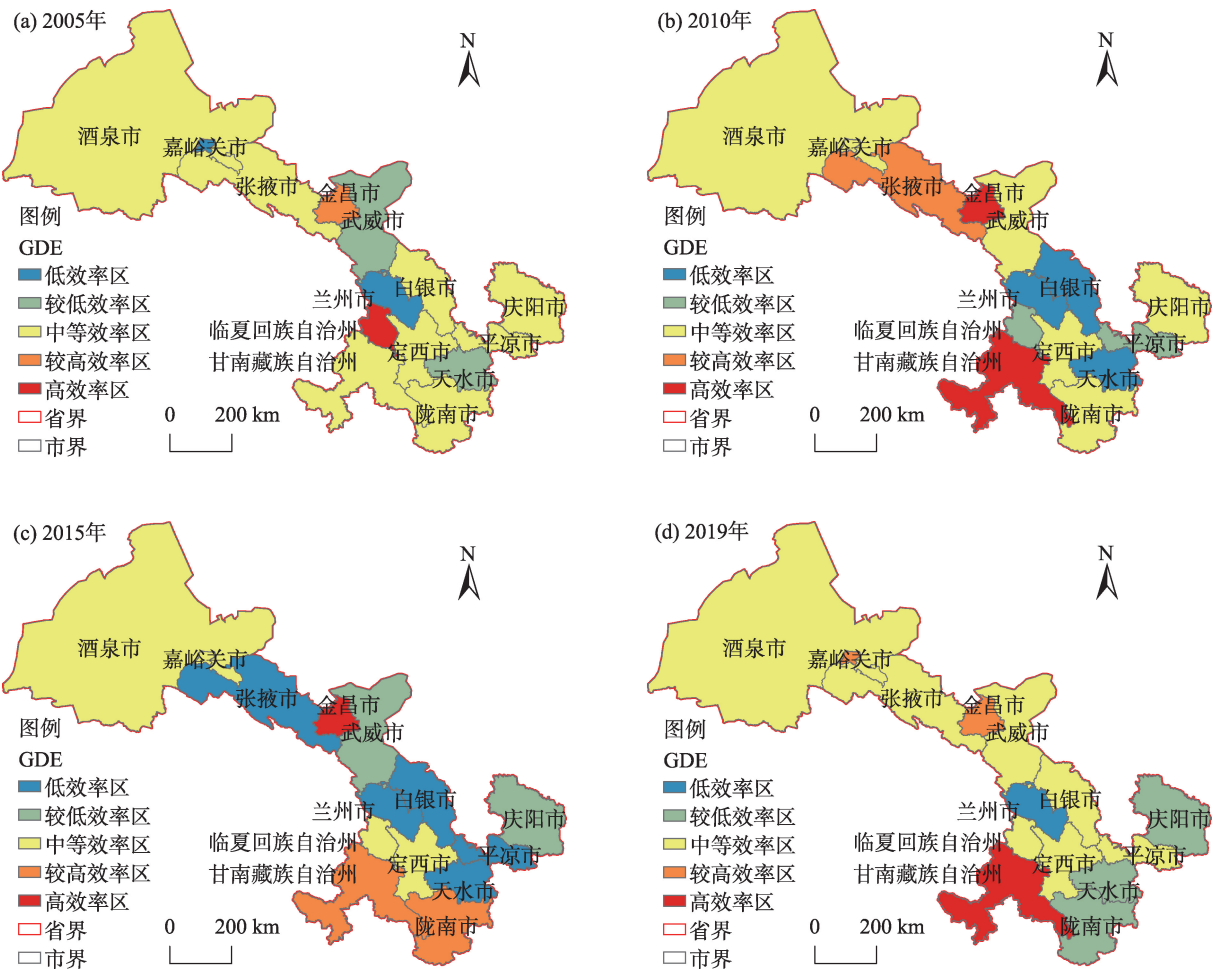 (a) 2005年
N
酒泉市
嘉峪关市
张掖市
金昌市
武威市
白银市
兰州市
临夏回族自治州
定西市
甘南藏族自治州
庆阳市
平凉市
天水市
陇南市
图例
GDE
低效率区
较低效率区
中等效率区
较高效率区
高效率区
省界
市界
0 200 km
(b) 2010年
N
酒泉市
嘉峪关市
张掖市
金昌市
武威市
白银市
兰州市
临夏回族自治州
定西市
甘南藏族自治州
庆阳市
平凉市
天水市
陇南市
图例
GDE
低效率区
较低效率区
中等效率区
较高效率区
高效率区
省界
市界
0 200 km
(c) 2015年
N
酒泉市
嘉峪关市
张掖市
金昌市
武威市
白银市
兰州市
临夏回族自治州
定西市
甘南藏族自治州
庆阳市
平凉市
天水市
陇南市
图例
GDE
低效率区
较低效率区
中等效率区
较高效率区
高效率区
省界
市界
0 200 km
(d) 2019年
N
酒泉市
嘉峪关市
张掖市
金昌市
武威市
白银市
兰州市
临夏回族自治州
定西市
甘南藏族自治州
庆阳市
平凉市
天水市
陇南市
图例
GDE
低效率区
较低效率区
中等效率区
较高效率区
高效率区
省界
市界
0 200 km